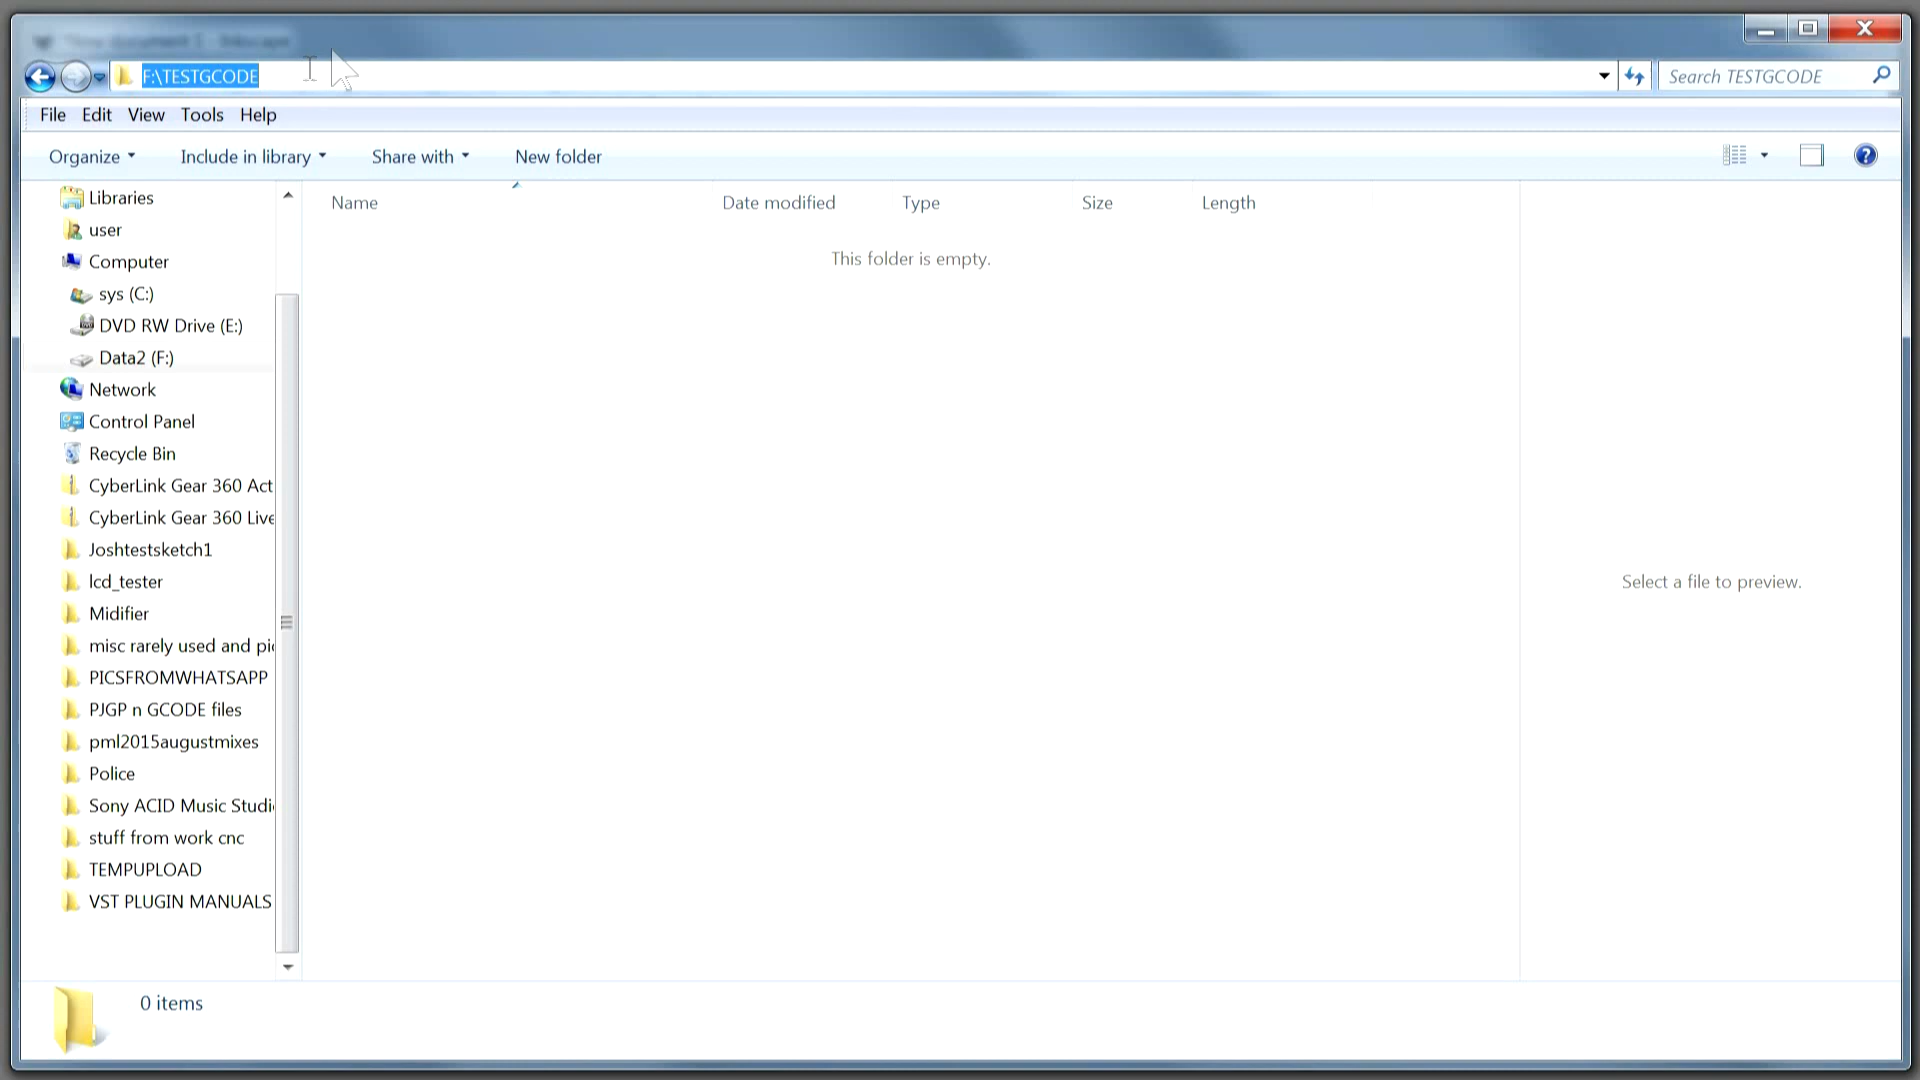 F:\TESTGCODE
Search TESTGCODE
File Edit View Tools Help
Organize Include in library Share with New folder
Name Date modified Type Size Length
This folder is empty.
Libraries
user
Computer
sys (C:)
DVD RW Drive (E:)
Data2 (F:)
Network
Control Panel
Recycle Bin
CyberLink Gear 360 Act
CyberLink Gear 360 Live
Joshtestsketch1
lcd_tester
Midifier
misc rarely used and pic
PICSFROMWHATSAPP
PJGP n GCODE files
pml2015augustmixes
Police
Sony ACID Music Studi
stuff from work cnc
TEMPUPLOAD
VST PLUGIN MANUALS
Select a file to preview.
0 items